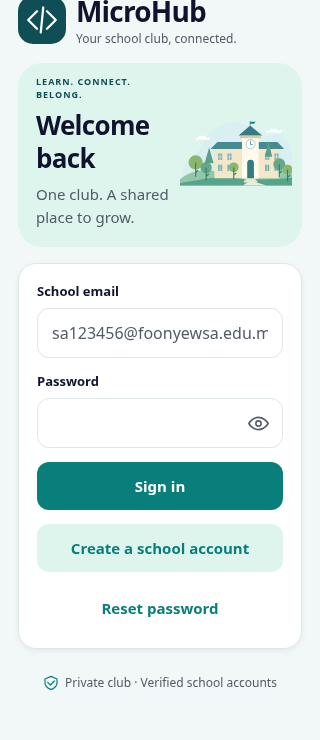 MicroHub
Your school club, connected.
LEARN. CONNECT.
BELONG.
Welcome
back
One club. A shared
place to grow.
School email
sa123456@foonyewsa.edu.m
Password
Sign in
Create a school account
Reset password
Private club · Verified school accounts